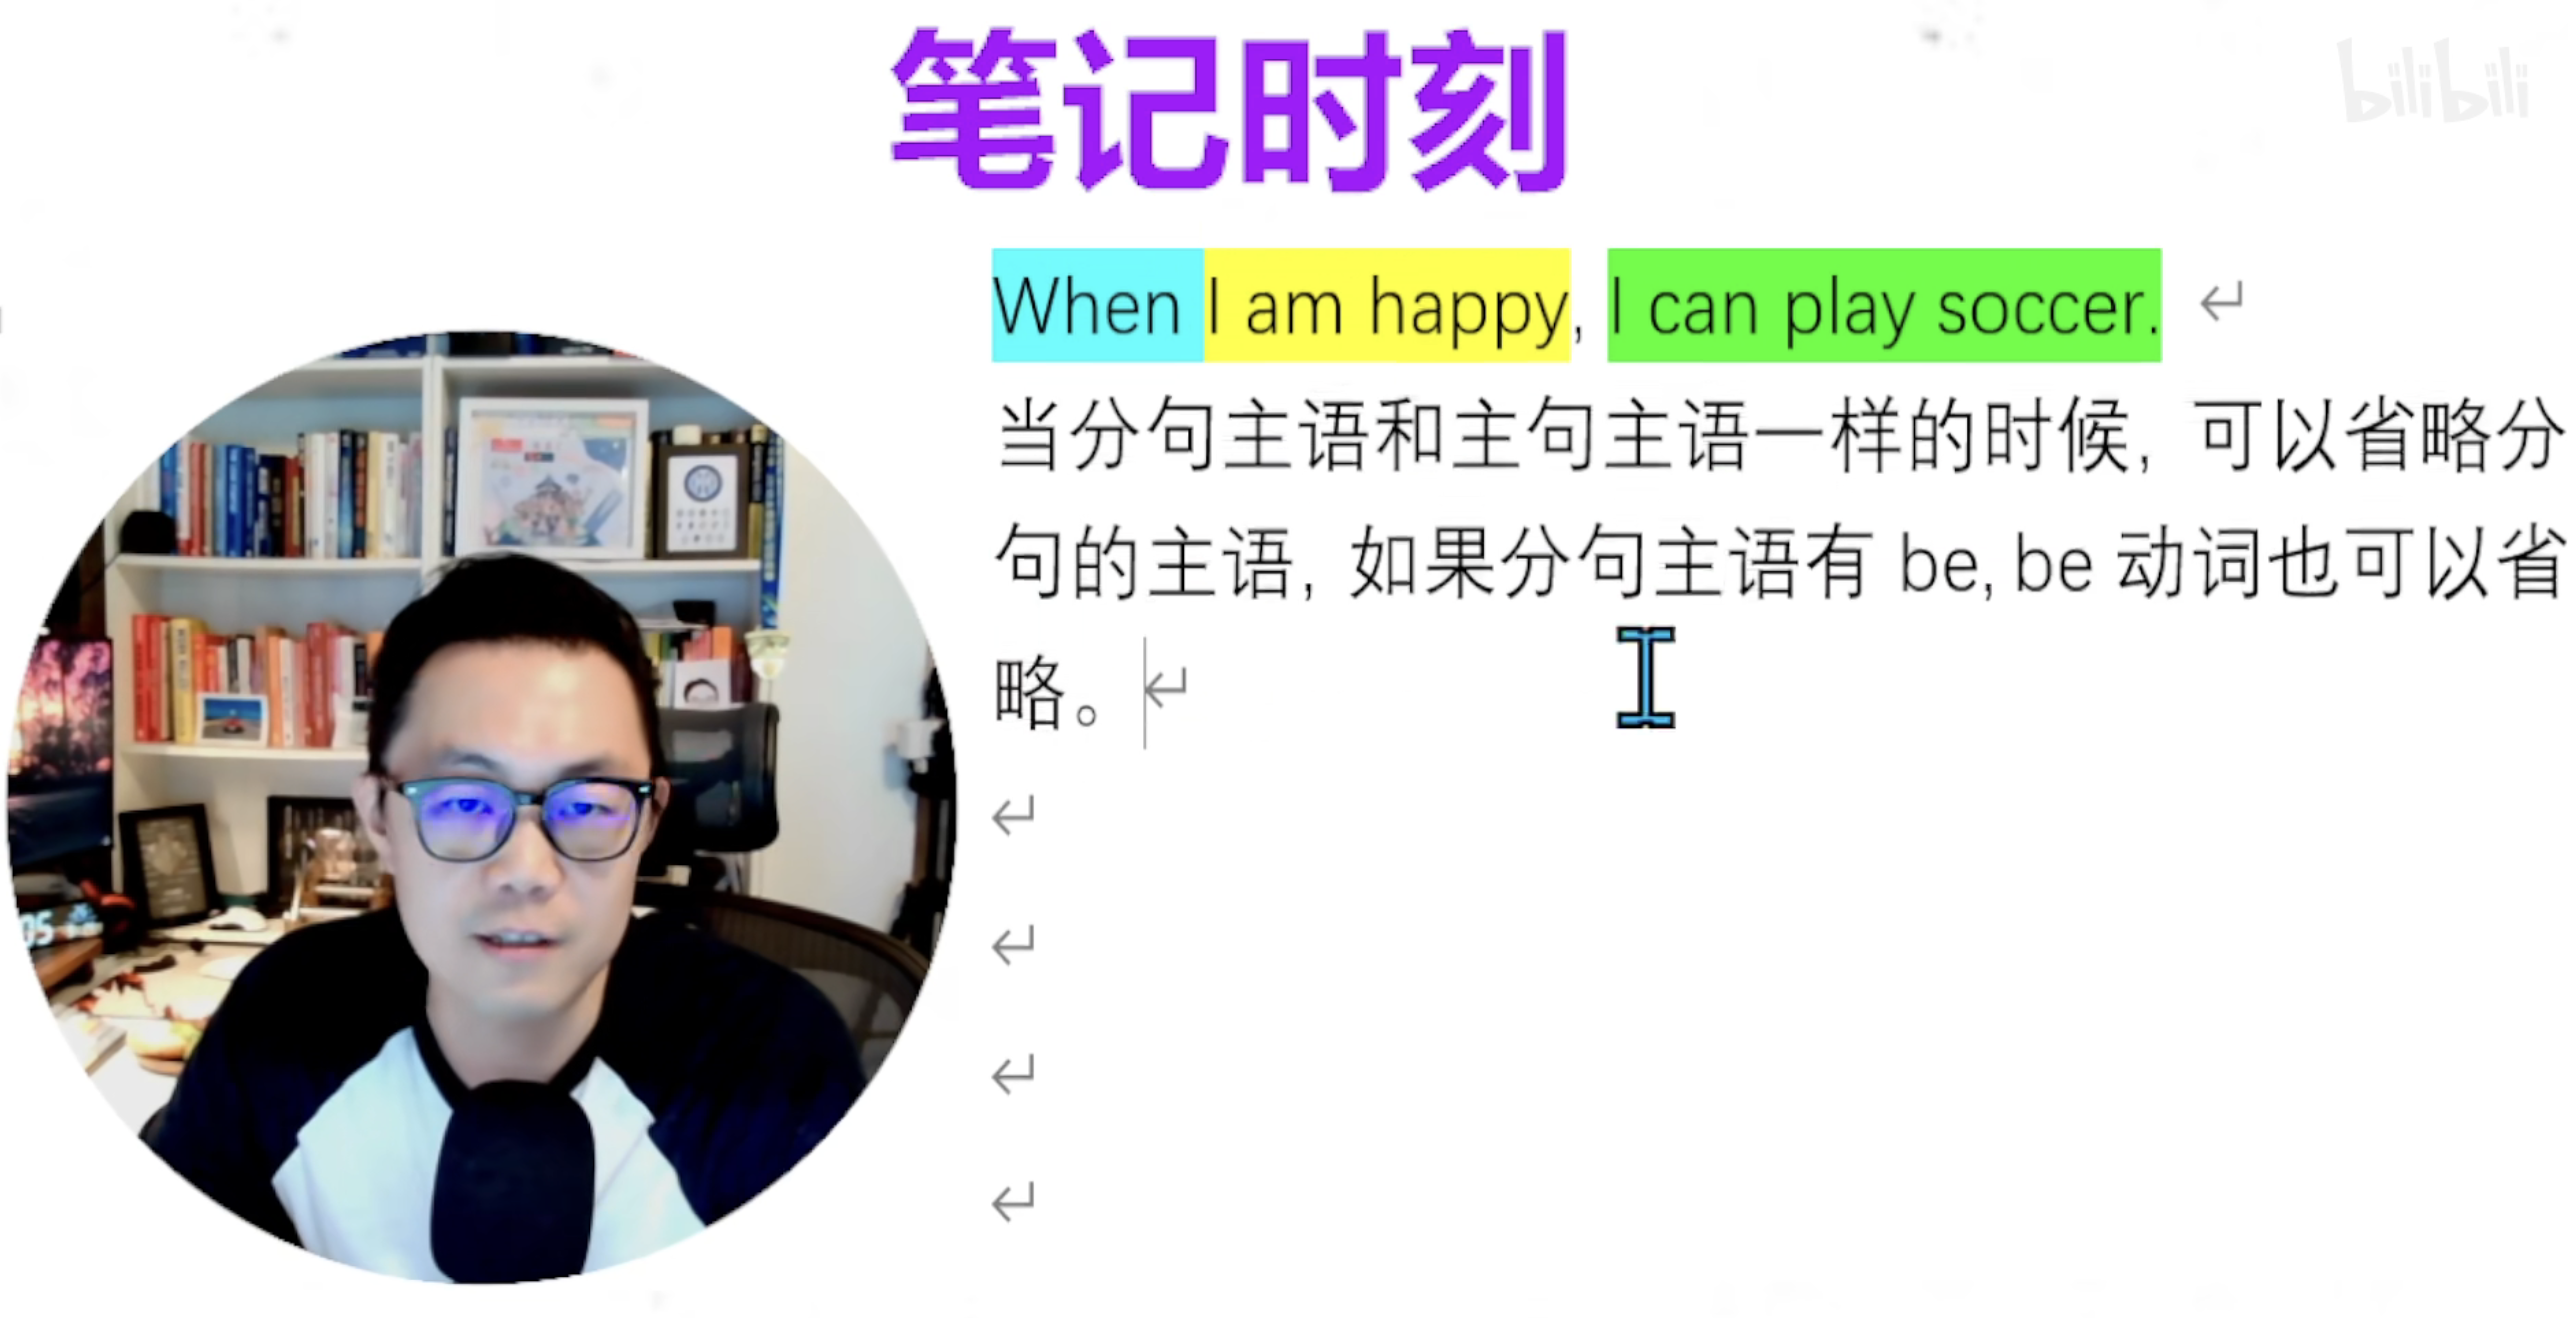 笔记时刻
bilibili
When I am happy, I can play soccer.
当分句主语和主句主语一样的时候，可以省略分
句的主语，如果分句主语有 be, be 动词也可以省
略。
05